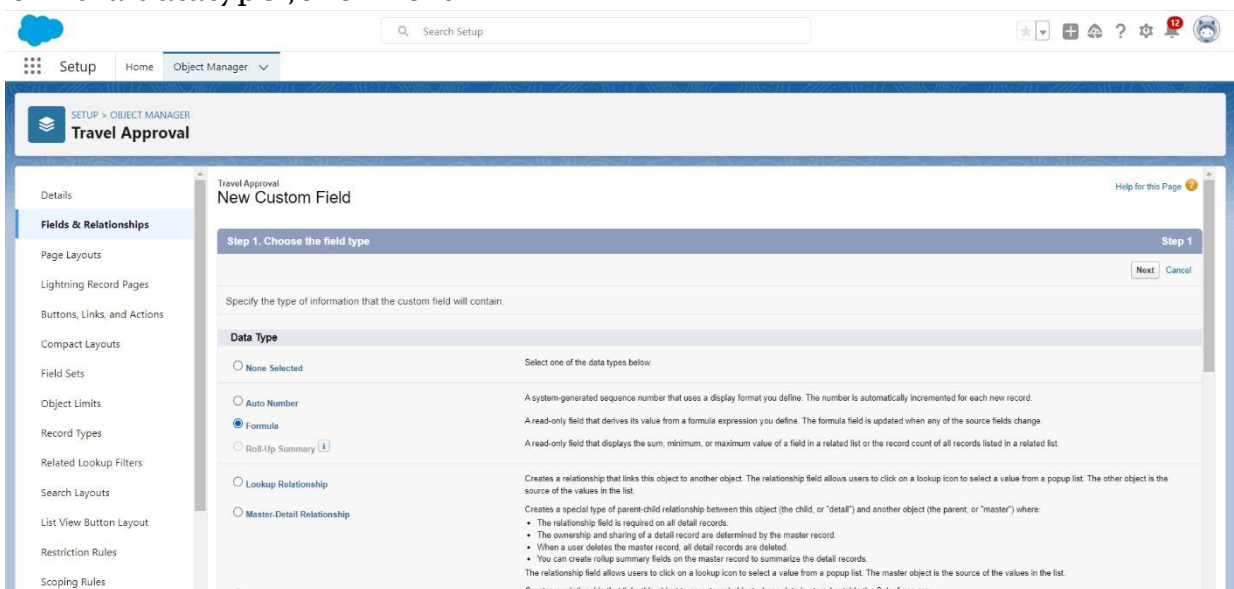 Search Setup
12
Setup Home Object Manager
SETUP > OBJECT MANAGER
Travel Approval
Details
Fields & Relationships
Page Layouts
Lightning Record Pages
Buttons, Links, and Actions
Compact Layouts
Field Sets
Object Limits
Record Types
Related Lookup Filters
Search Layouts
List View Button Layout
Restriction Rules
Scoping Rules
Travel Approval
New Custom Field
Help for this Page
Step 1. Choose the field type Step 1
Next Cancel
Specify the type of information that the custom field will contain.
Data Type
None Selected Select one of the data types below.
Auto Number A system-generated sequence number that uses a display format you define. The number is automatically incremented for each new record.
Formula A read-only field that derives its value from a formula expression you define. The formula field is updated when any of the source fields change.
Roll-Up Summary i A read-only field that displays the sum, minimum, or maximum value of a field in a related list or the record count of all records listed in a related list.
Lookup Relationship Creates a relationship that links this object to another object. The relationship field allows users to click on a lookup icon to select a value from a popup list. The other object is the
source of the values in the list.
Master-Detail Relationship Creates a special type of parent-child relationship between this object (the child, or "detail") and another object (the parent, or "master") where:
• The relationship field is required on all detail records.
• The ownership and sharing of a detail record are determined by the master record.
• When a user deletes the master record, all detail records are deleted.
• You can create rollup summary fields on the master record to summarize the detail records.
The relationship field allows users to click on a lookup icon to select a value from a popup list. The master object is the source of the values in the list.